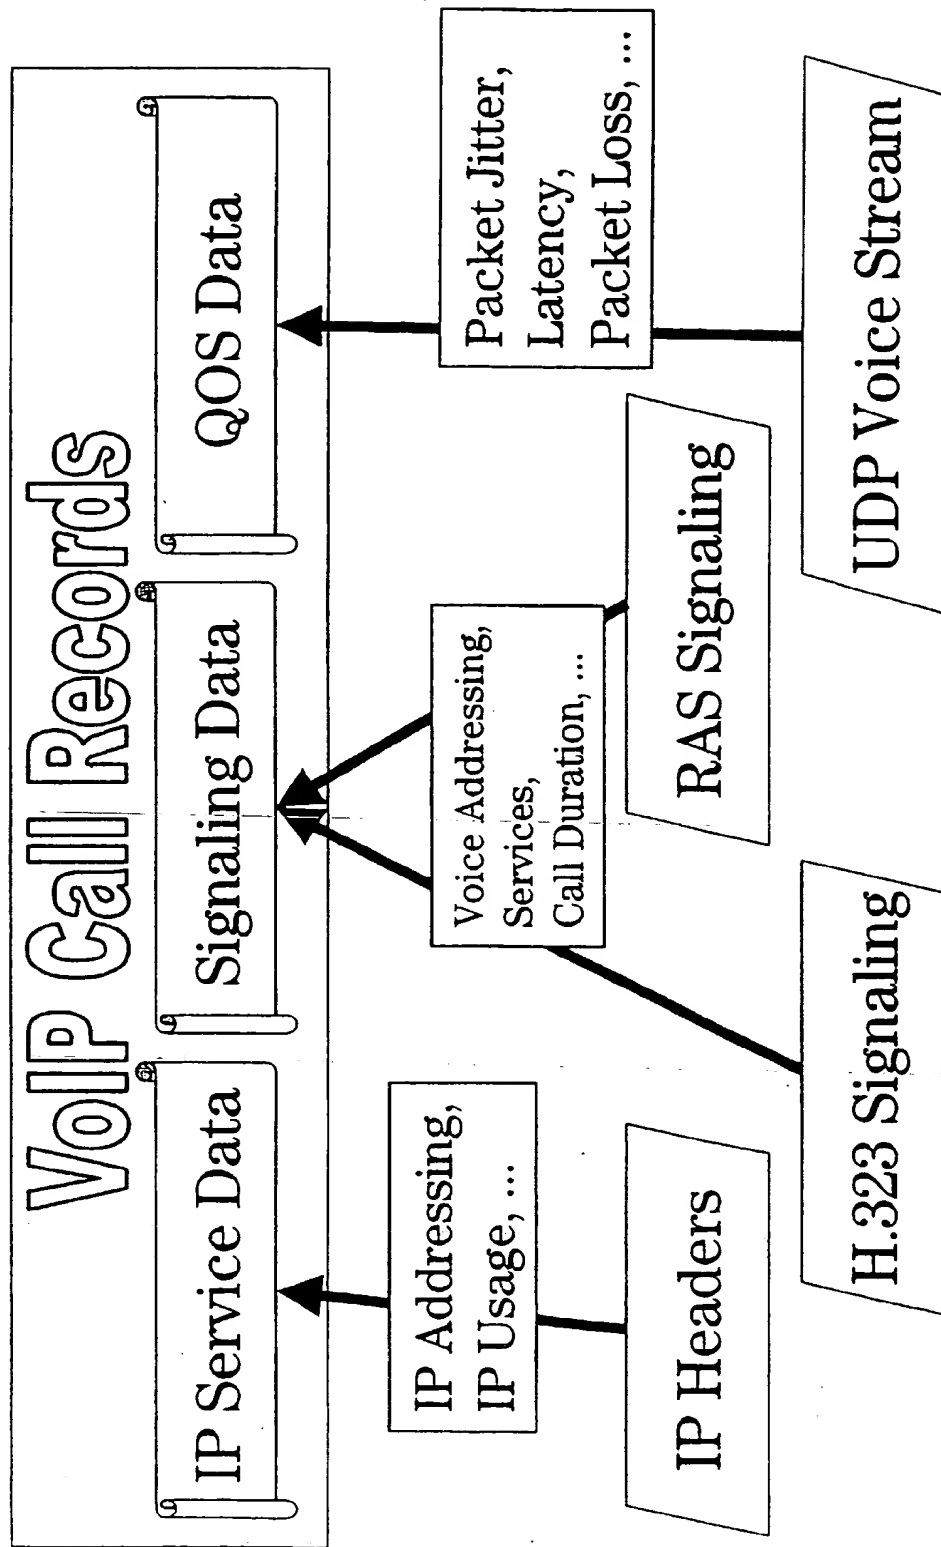 VoIP Call Records
IP Service Data
Signaling Data
QOS Data
IP Addressing,
IP Usage, ...
Voice Addressing,
Services,
Call Duration, ...
Packet Jitter,
Latency,
Packet Loss, ...
IP Headers
H.323 Signaling
RAS Signaling
UDP Voice Stream